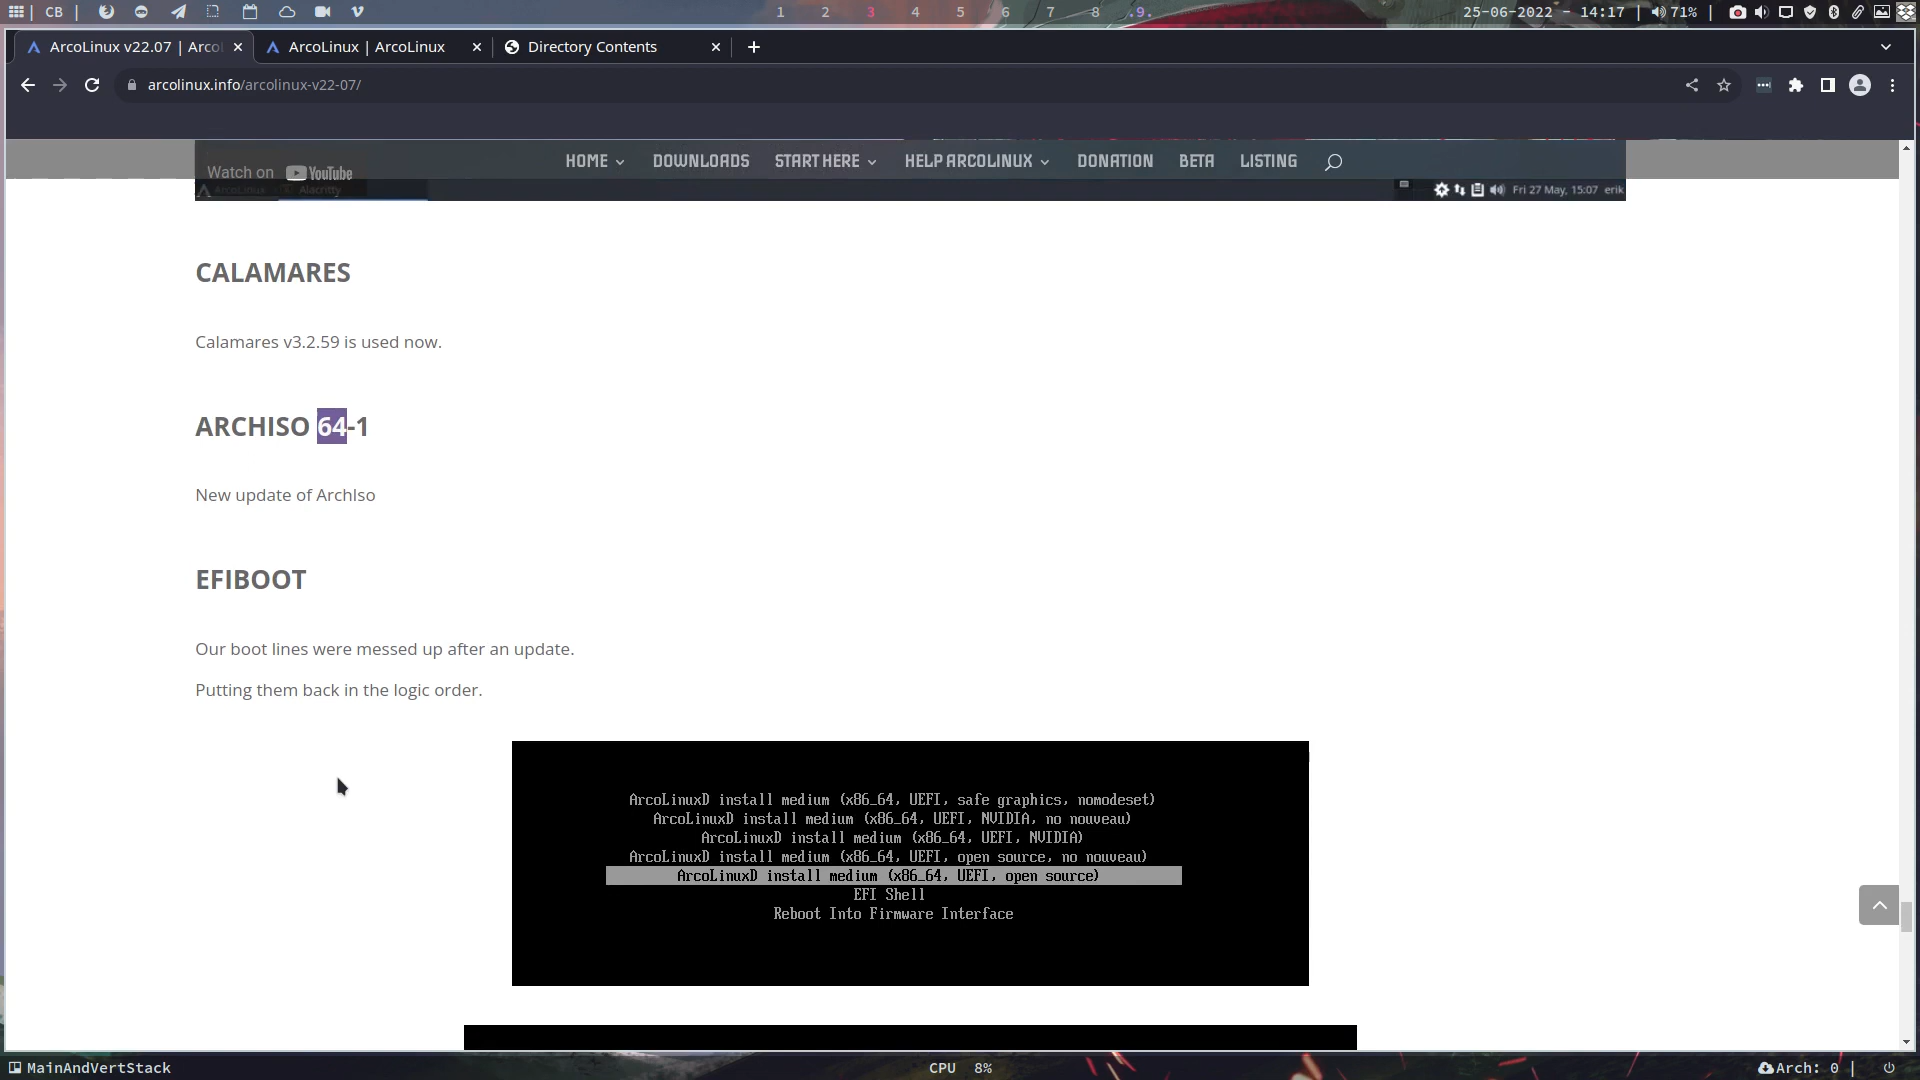 CB
1 2 3 4 5 6 7 8 .9.
25-06-2022 - 14:17 | 71% |
ArcoLinux v22.07 | Arcol
ArcoLinux | ArcoLinux
Directory Contents
arcolinux.info/arcolinux-v22-07/
HOME DOWNLOADS START HERE HELP ARCOLINUX DONATION BETA LISTING
Watch on YouTube
ArcoLinux Alacritty
Fri 27 May, 15:07 erik
CALAMARES
Calamares v3.2.59 is used now.
ARCHISO 64-1
New update of ArchIso
EFIBOOT
Our boot lines were messed up after an update.
Putting them back in the logic order.
ArcoLinuxD install medium (x86_64, UEFI, safe graphics, nomodeset)
ArcoLinuxD install medium (x86_64, UEFI, NVIDIA, no nouveau)
ArcoLinuxD install medium (x86_64, UEFI, NVIDIA)
ArcoLinuxD install medium (x86_64, UEFI, open source, no nouveau)
ArcoLinuxD install medium (x86_64, UEFI, open source)
EFI Shell
Reboot Into Firmware Interface
MainAndVertStack
CPU 8%
Arch: 0 |